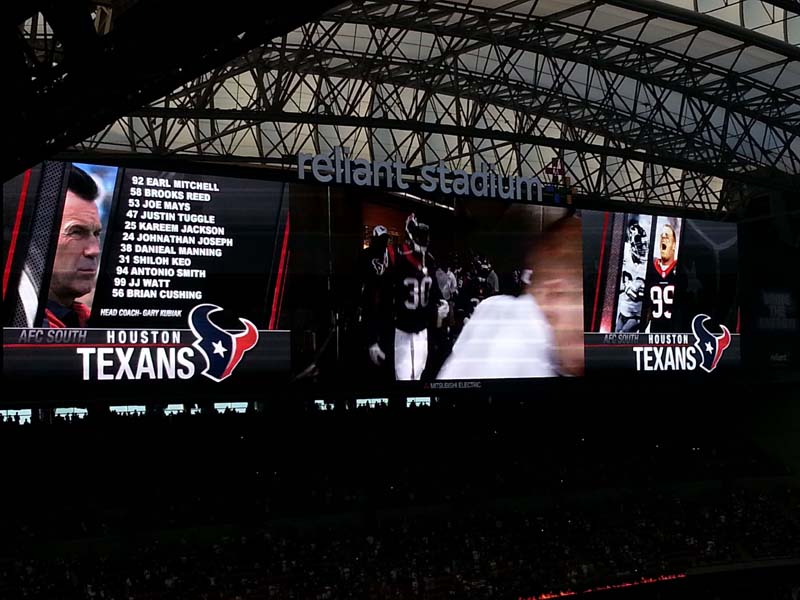 reliant stadium
92 EARL MITCHELL
58 BROOKS REED
53 JOE MAYS
47 JUSTIN TUGGLE
25 KAREEM JACKSON
24 JOHNATHAN JOSEPH
38 DANIEAL MANNING
31 SHILOH KEO
94 ANTONIO SMITH
99 JJ WATT
56 BRIAN CUSHING
HEAD COACH- GARY KUBIAK
AFC SOUTH HOUSTON
TEXANS
30
MITSUBISHI ELECTRIC
99
AFC SOUTH HOUSTON
TEXANS